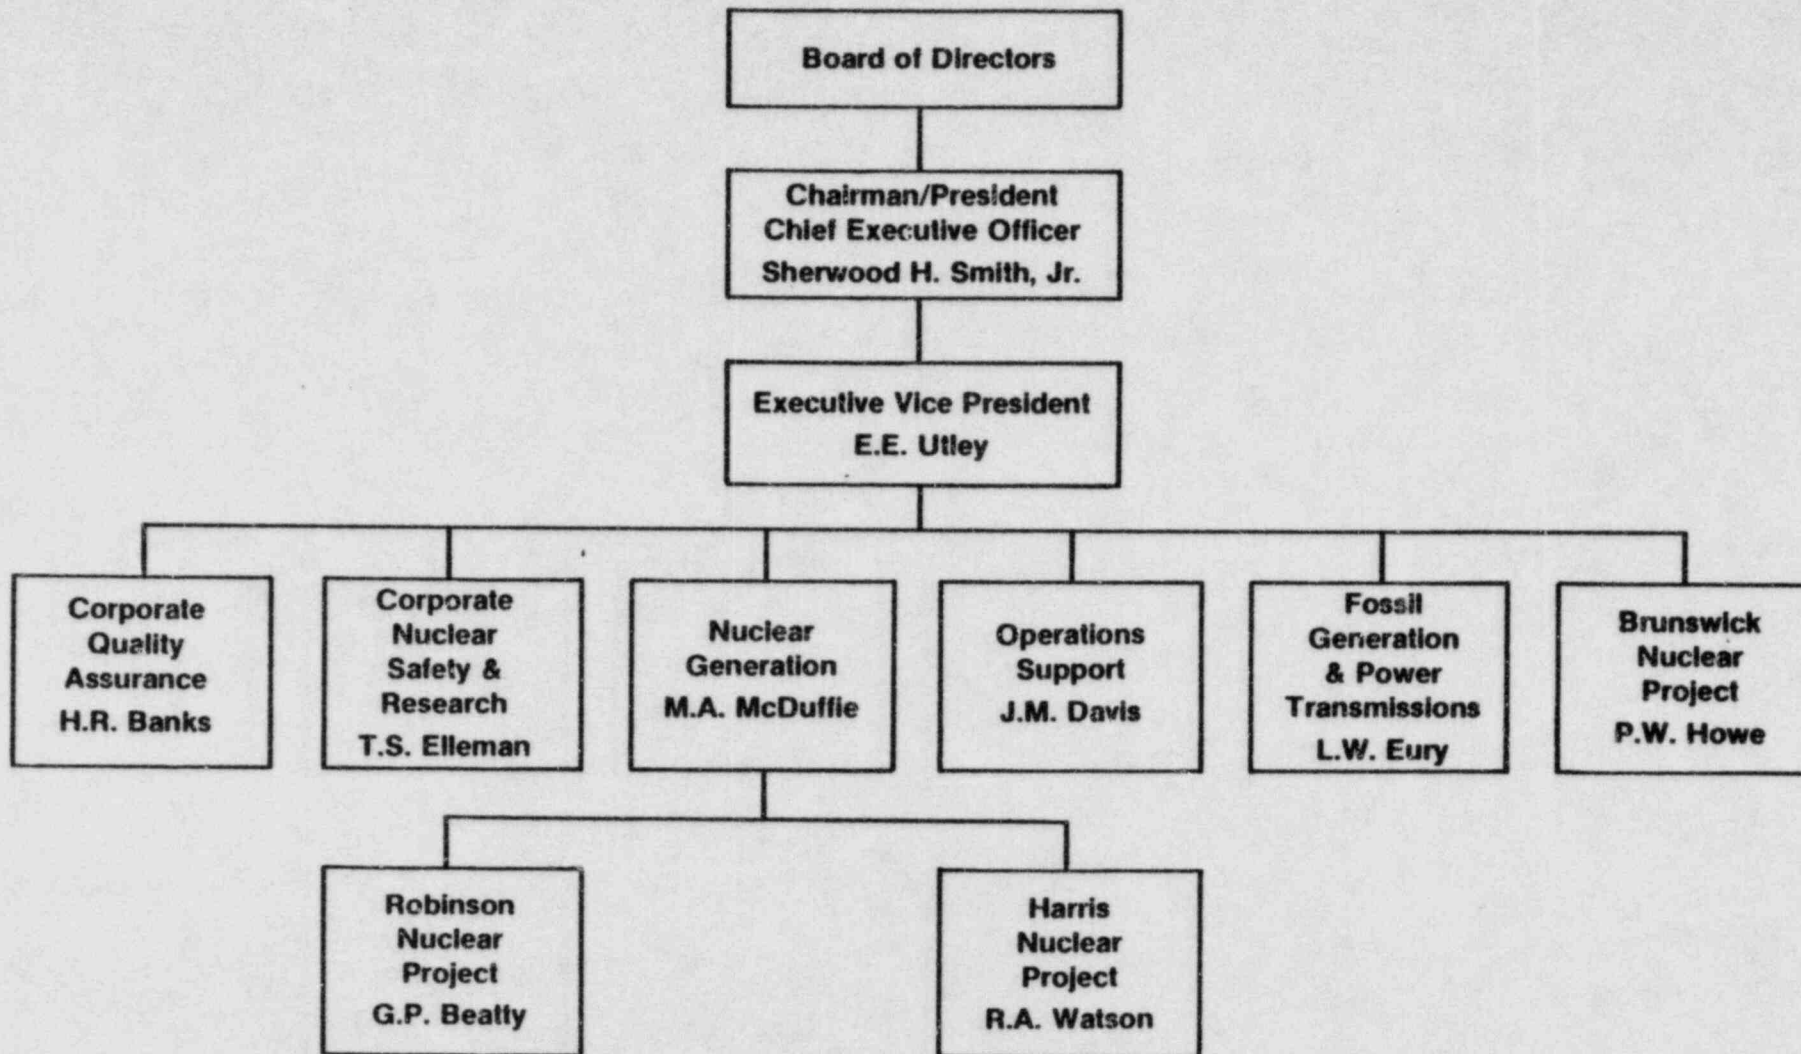 Board of Directors
Chairman/President
Chief Executive Officer
Sherwood H. Smith, Jr.
Executive Vice President
E.E. Utley
Corporate
Quality
Assurance
H.R. Banks
Corporate
Nuclear
Safety &
Research
T.S. Elleman
Nuclear
Generation
M.A. McDuffie
Operations
Support
J.M. Davis
Fossil
Generation
& Power
Transmissions
L.W. Eury
Brunswick
Nuclear
Project
P.W. Howe
Robinson
Nuclear
Project
G.P. Beatty
Harris
Nuclear
Project
R.A. Watson